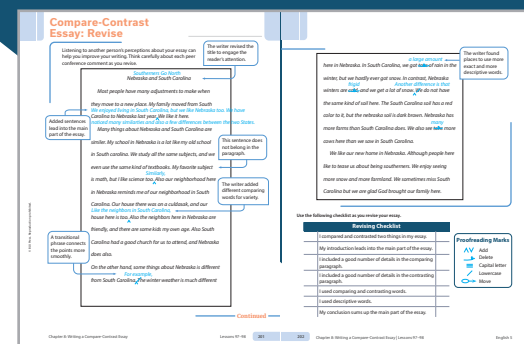 Compare-Contrast
Essay: Revise
Listening to another person's perceptions about your essay can
help you improve your writing. Think carefully about each peer
conference comment as you revise.
The writer revised the
title to engage the
reader's attention.
Southerners Go North
Nebraska and South Carolina
Most people have many adjustments to make when
they move to a new place. My family moved from South
We enjoyed living in South Carolina, but we like Nebraska too. We have
Carolina to Nebraska last year. We like it here.
noticed many similarities and also a few differences between the two States.
Added sentences
lead into the main
part of the essay.
Many things about Nebraska and South Carolina are
similar. My school in Nebraska is a lot like my old school
in South Carolina. We study all the same subjects, and we
even use the same kind of textbooks. My favorite subject
This sentence does
not belong in the
paragraph.
Similarly,
is math, but I like science too. Also our neighborhood here
in Nebraska reminds me of our neighborhood in South
Carolina. Our house there was on a culdesac, and our
The writer added
different comparing
words for variety.
Like the neighbors in South Carolina,
house here is too. Also the neighbors here in Nebraska are
friendly, and there are some kids my own age. Also South
Carolina had a good church for us to attend, and Nebraska
does also.
A transitional
phrase connects
the points more
smoothly.
On the other hand, some things about Nebraska is different
For example,
from South Carolina. The winter weather is much different
Continued
Chapter 8: Writing a Compare-Contrast Essay
Lessons 97–98
201
a large amount
here in Nebraska. In South Carolina, we got lots of rain in the
winter, but we hardly ever got snow. In contrast, Nebraska
frigid
Another difference is that
winters are cold, and we get a lot of snow. We do not have
the same kind of soil here. The South Carolina soil has a red
color to it, but the nebraska soil is dark brown. Nebraska has
many
more farms than South Carolina does. We also see lots more
cows here than we saw in South Carolina.
We like our new home in Nebraska. Although people here
like to tease us about being southerners. We enjoy seeing
more snow and more farmland. We sometimes miss South
Carolina but we are glad God brought our family here.
The writer found
places to use more
exact and more
descriptive words.
Use the following checklist as you revise your essay.
Revising Checklist
I compared and contrasted two things in my essay.
My introduction leads into the main part of the essay.
I included a good number of details in the comparing
paragraph.
I included a good number of details in the contrasting
paragraph.
I used comparing and contrasting words.
I used descriptive words.
My conclusion sums up the main part of the essay.
Proofreading Marks
Add
Delete
Capital letter
Lowercase
Move
202
Chapter 8: Writing a Compare-Contrast Essay | Lessons 97–98
English 5